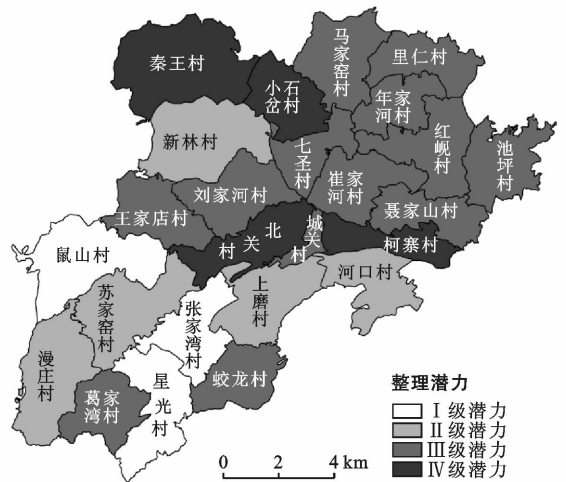 马家窑村
里仁村
秦王村
小石岔村
年家河村
红岘村
池坪村
新林村
七圣村
崔家河村
刘家河村
聂家山村
王家店村
北关村
城关村
柯寨村
鼠山村
河口村
苏家窑村
张家湾村
上磨村
漫庄村
星光村
蛟龙村
葛家湾村
整理潜力
Ⅰ级潜力
Ⅱ级潜力
Ⅲ级潜力
Ⅳ级潜力
0 2 4 km